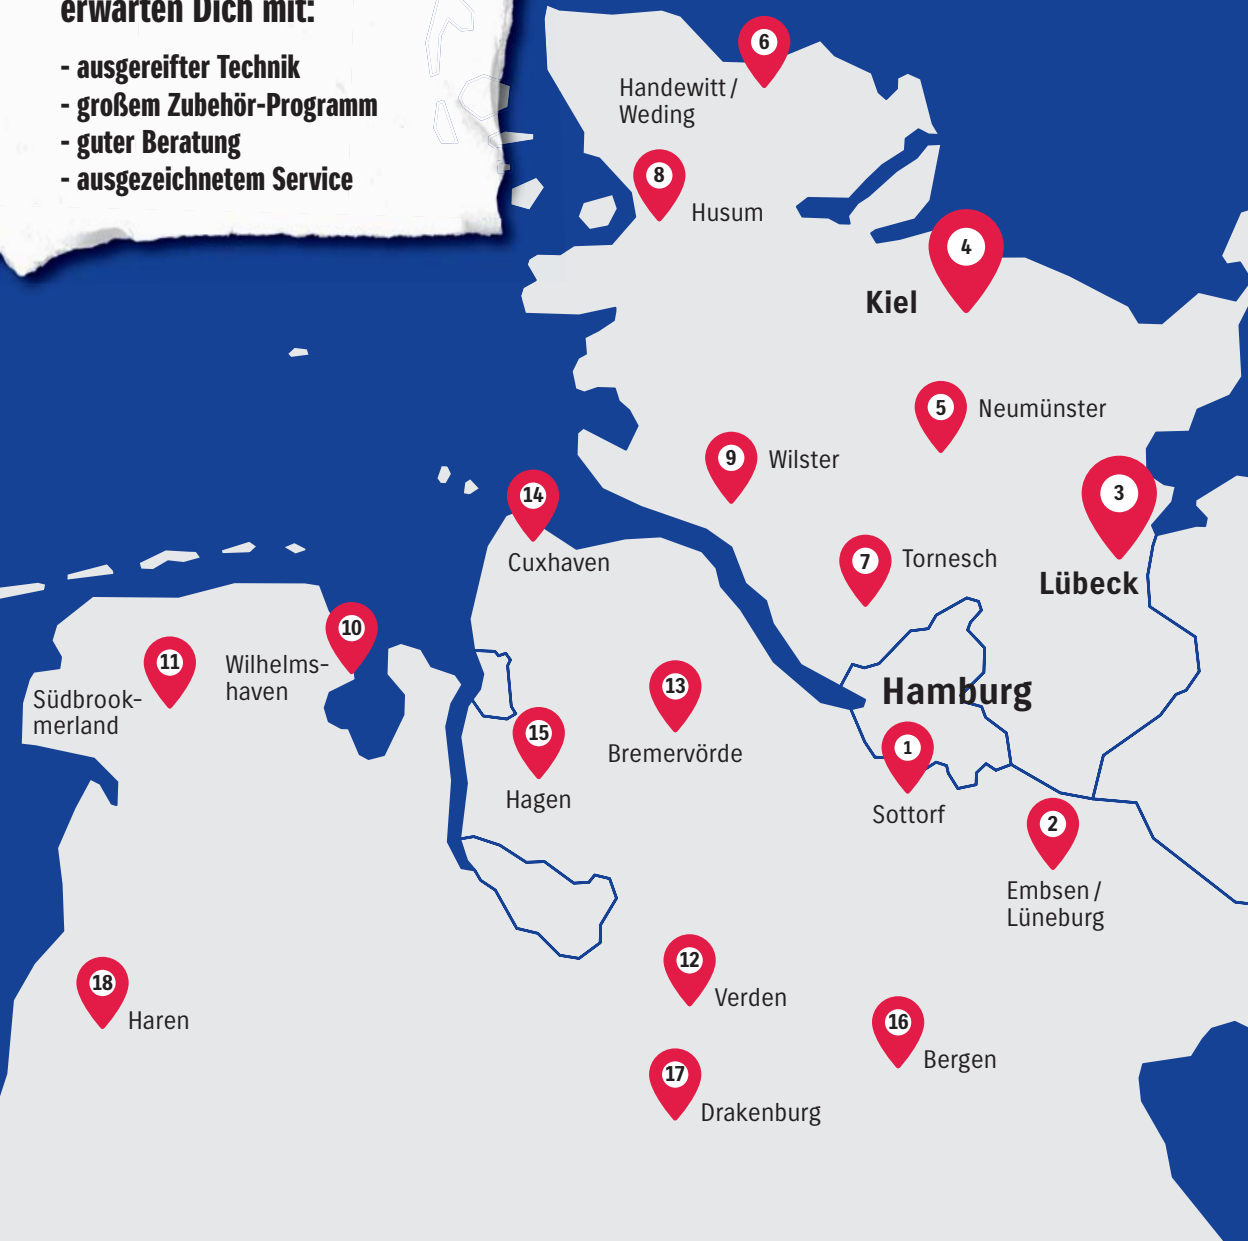 erwarten Dich mit:
- ausgereifter Technik
- großem Zubehör-Programm
- guter Beratung
- ausgezeichnetem Service
6
Handewitt /
Weding
8
Husum
4
Kiel
5
Neumünster
9
Wilster
3
Lübeck
14
Cuxhaven
7
Tornesch
10
Wilhelms-
haven
11
Südbrook-
merland
13
Bremervörde
Hamburg
15
Hagen
1
Sottorf
2
Embsen /
Lüneburg
12
Verden
18
Haren
16
Bergen
17
Drakenburg